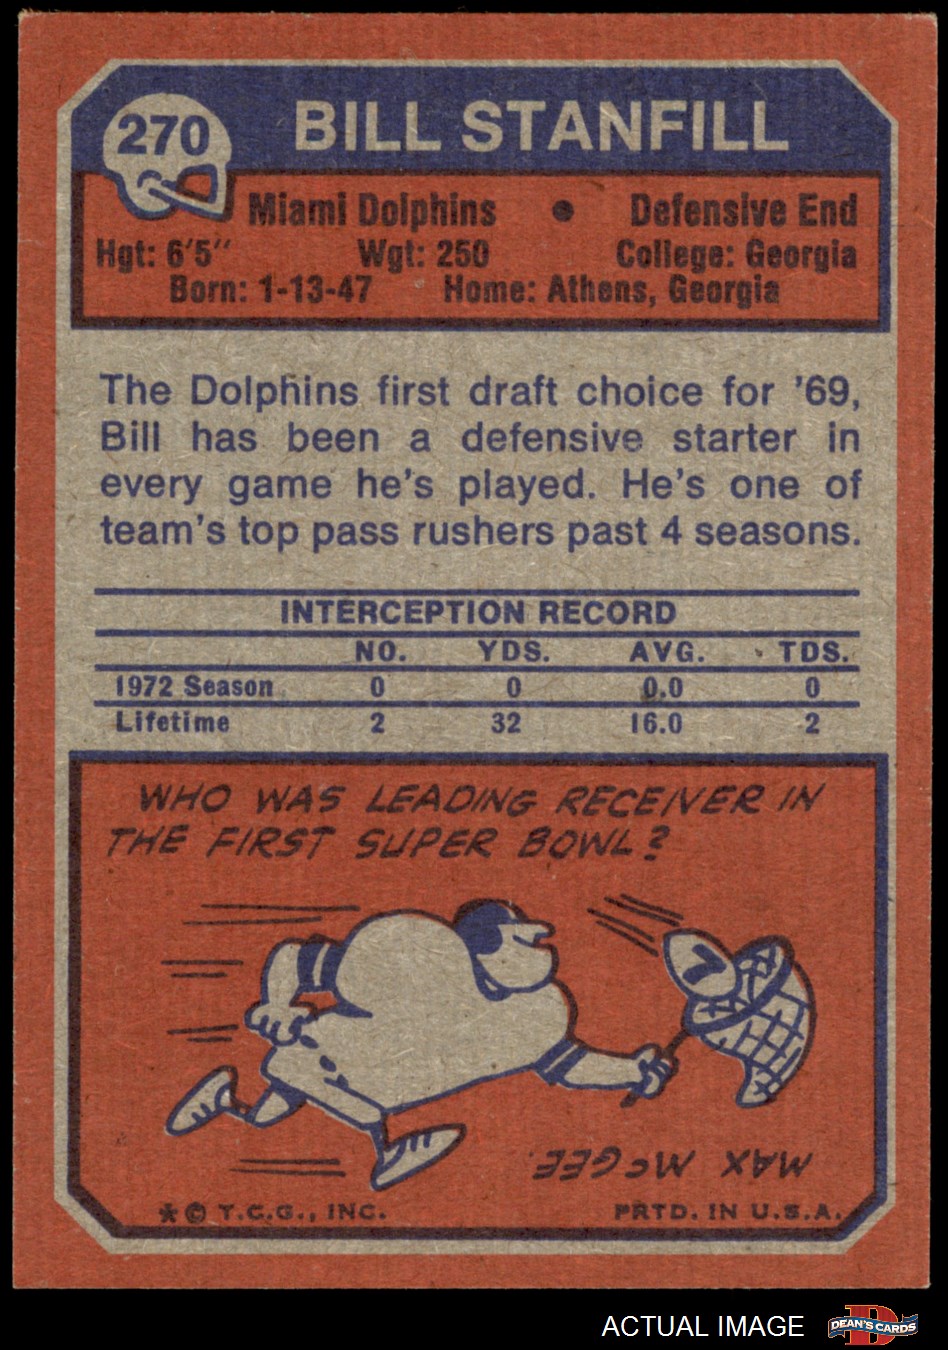 270
BILL STANFILL
Miami Dolphins • Defensive End
Hgt: 6'5'' Wgt: 250 College: Georgia
Born: 1-13-47 Home: Athens, Georgia
The Dolphins first draft choice for '69,
Bill has been a defensive starter in
every game he's played. He's one of
team's top pass rushers past 4 seasons.
INTERCEPTION RECORD
NO. YDS. AVG. TDS.
1972 Season 0 0 0.0 0
Lifetime 2 32 16.0 2
WHO WAS LEADING RECEIVER IN
THE FIRST SUPER BOWL?
7
MAX McGEE.
* © T.C.G., INC. PRTD. IN U.S.A.
ACTUAL IMAGE
DEAN'S CARDS